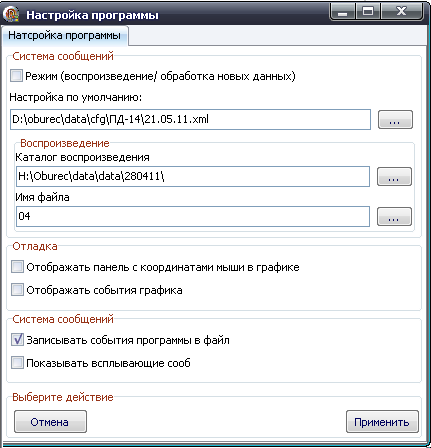 Настройка программы
Натсройка программы
Система сообщений
Режим (воспроизведение/ обработка новых данных)
Настройка по умолчанию:
D:\oburec\data\cfg\ПД-14\21.05.11.xml
...
Воспроизведение
Каталог воспроизведения
H:\Oburec\data\data\280411\
...
Имя файла
04
...
Отладка
Отображать панель с координатами мыши в графике
Отображать события графика
Система сообщений
Записывать события программы в файл
Показывать всплывающие сооб
Выберите действие
Отмена
Применить